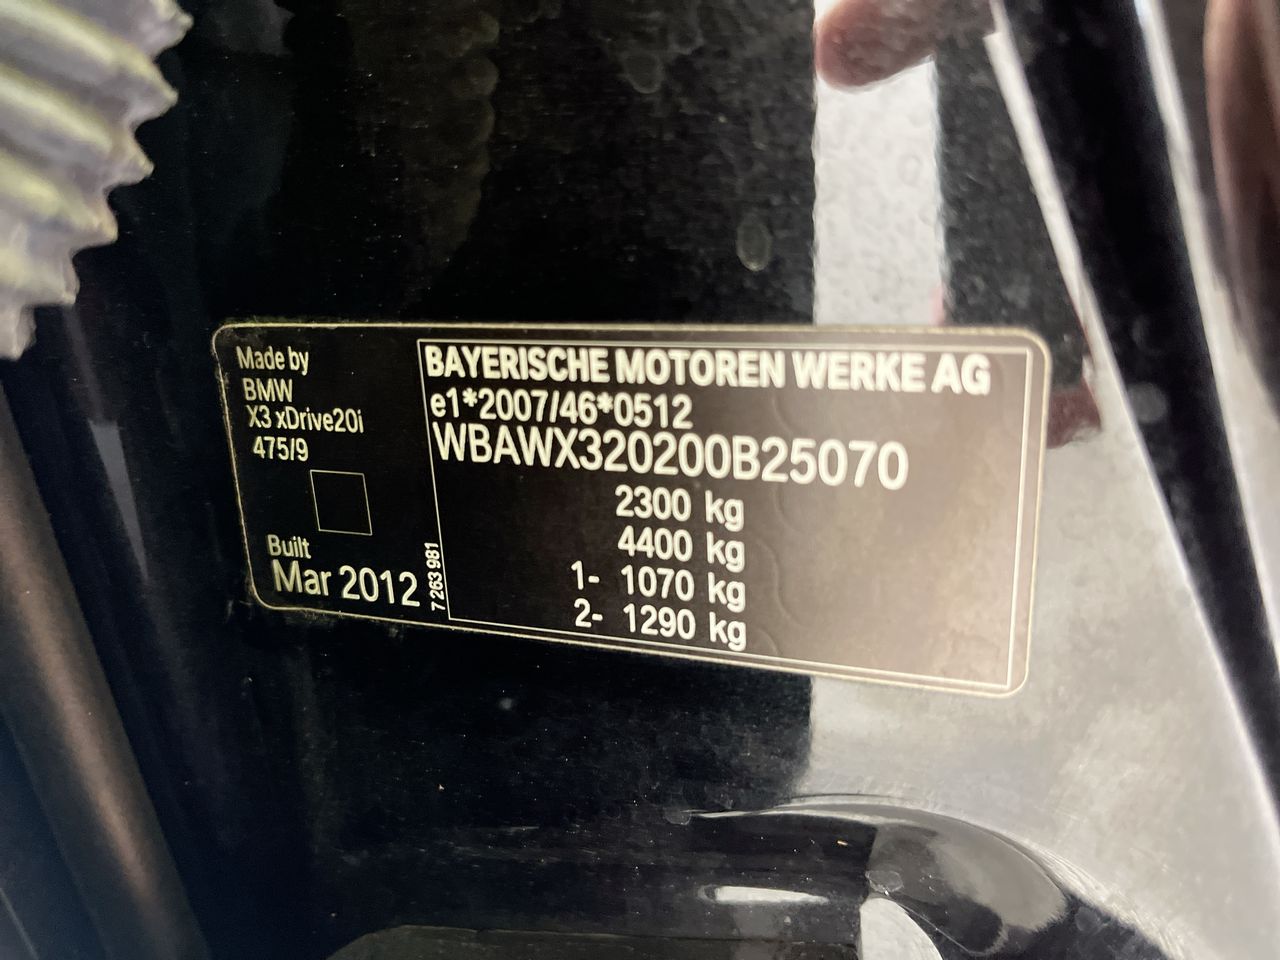 Made by
BMW
X3 xDrive20i
475/9
Built
Mar 2012
7 263 981
BAYERISCHE MOTOREN WERKE AG
e1*2007/46*0512
WBAWX320200B25070
2300 kg
4400 kg
1- 1070 kg
2- 1290 kg